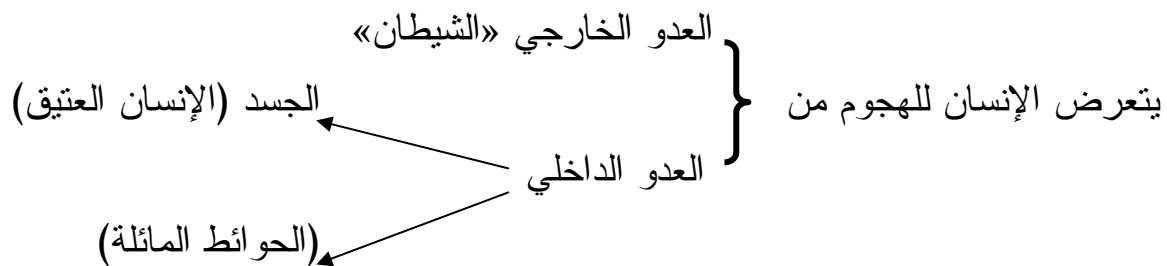 العدو الخارجي «الشيطان»
يتعرض الإنسان للهجوم من
الجسد (الإنسان العتيق)
العدو الداخلي
(الحوائط المائلة)